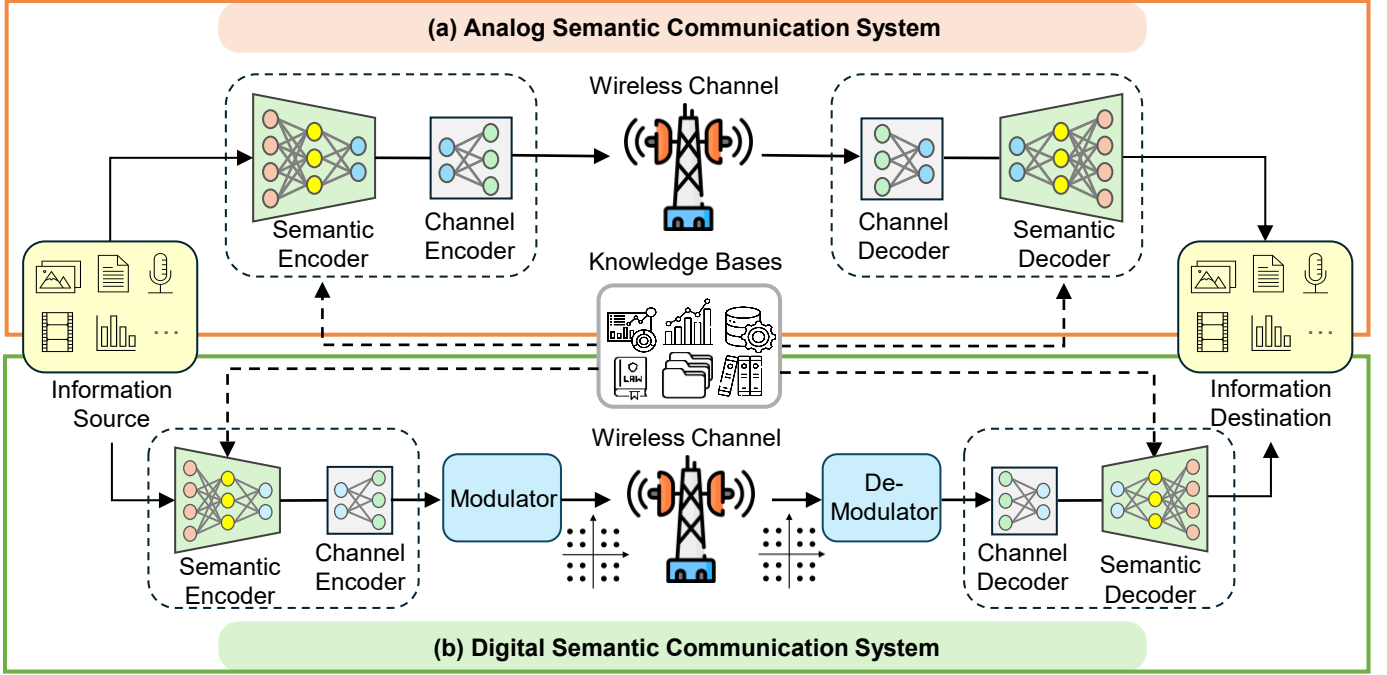 (a) Analog Semantic Communication System
Wireless Channel
Semantic
Encoder
Channel
Encoder
Channel
Decoder
Semantic
Decoder
Knowledge Bases
LAW
...
...
Information
Source
Information
Destination
Wireless Channel
Modulator
De-
Modulator
Semantic
Encoder
Channel
Encoder
Channel
Decoder
Semantic
Decoder
(b) Digital Semantic Communication System